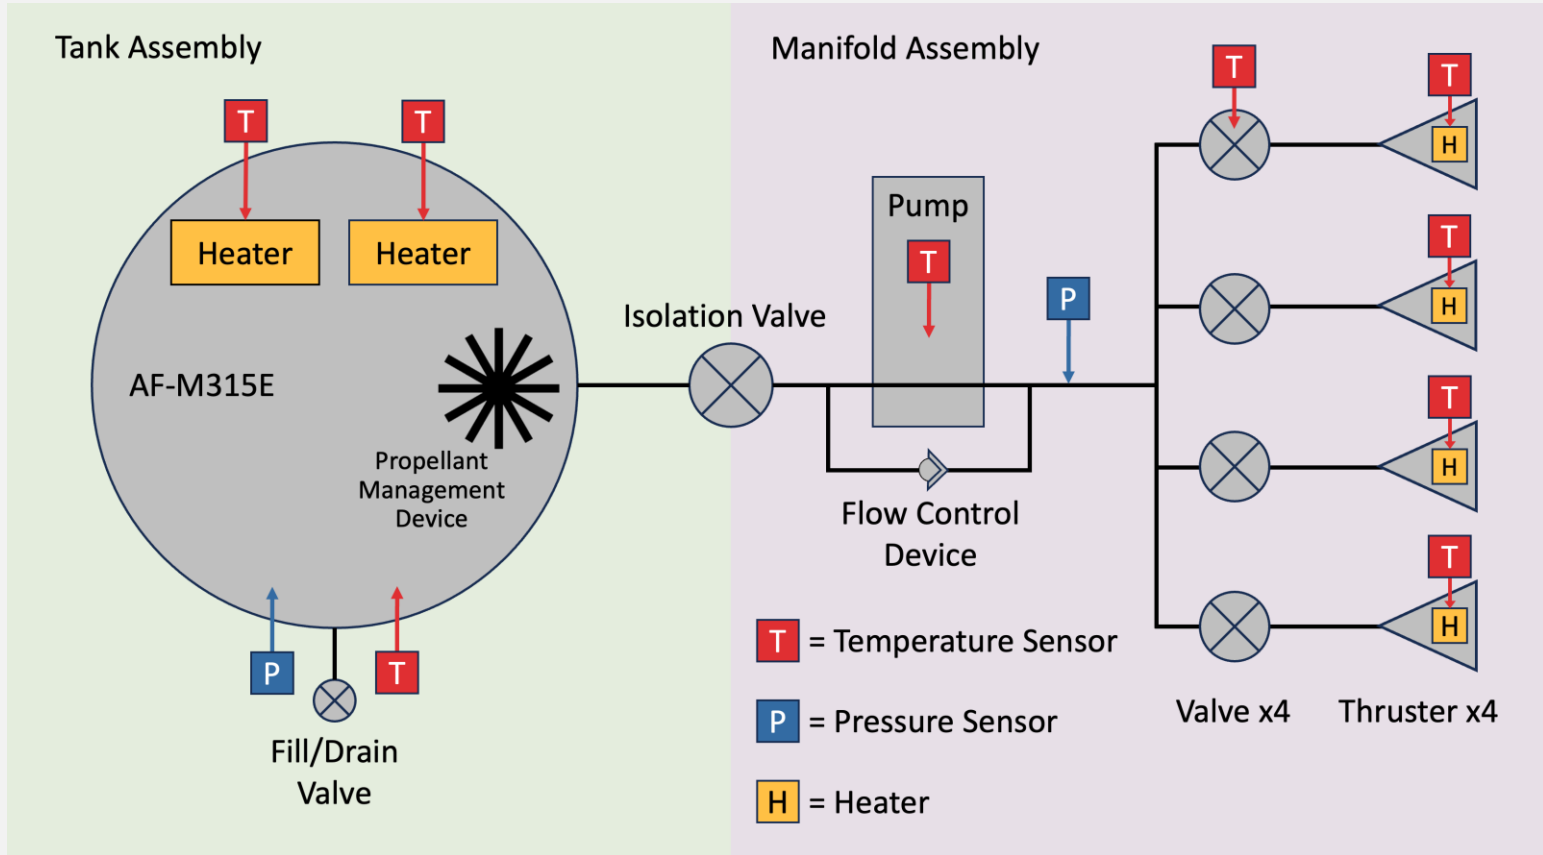 Tank Assembly
Manifold Assembly
T
T
T
T
Heater
Heater
Pump
T
T
H
T
H
Isolation Valve
P
AF-M315E
Propellant
Management
Device
T
H
Flow Control
Device
T
H
P
T
Fill/Drain
Valve
T = Temperature Sensor
P = Pressure Sensor
H = Heater
Valve x4
Thruster x4